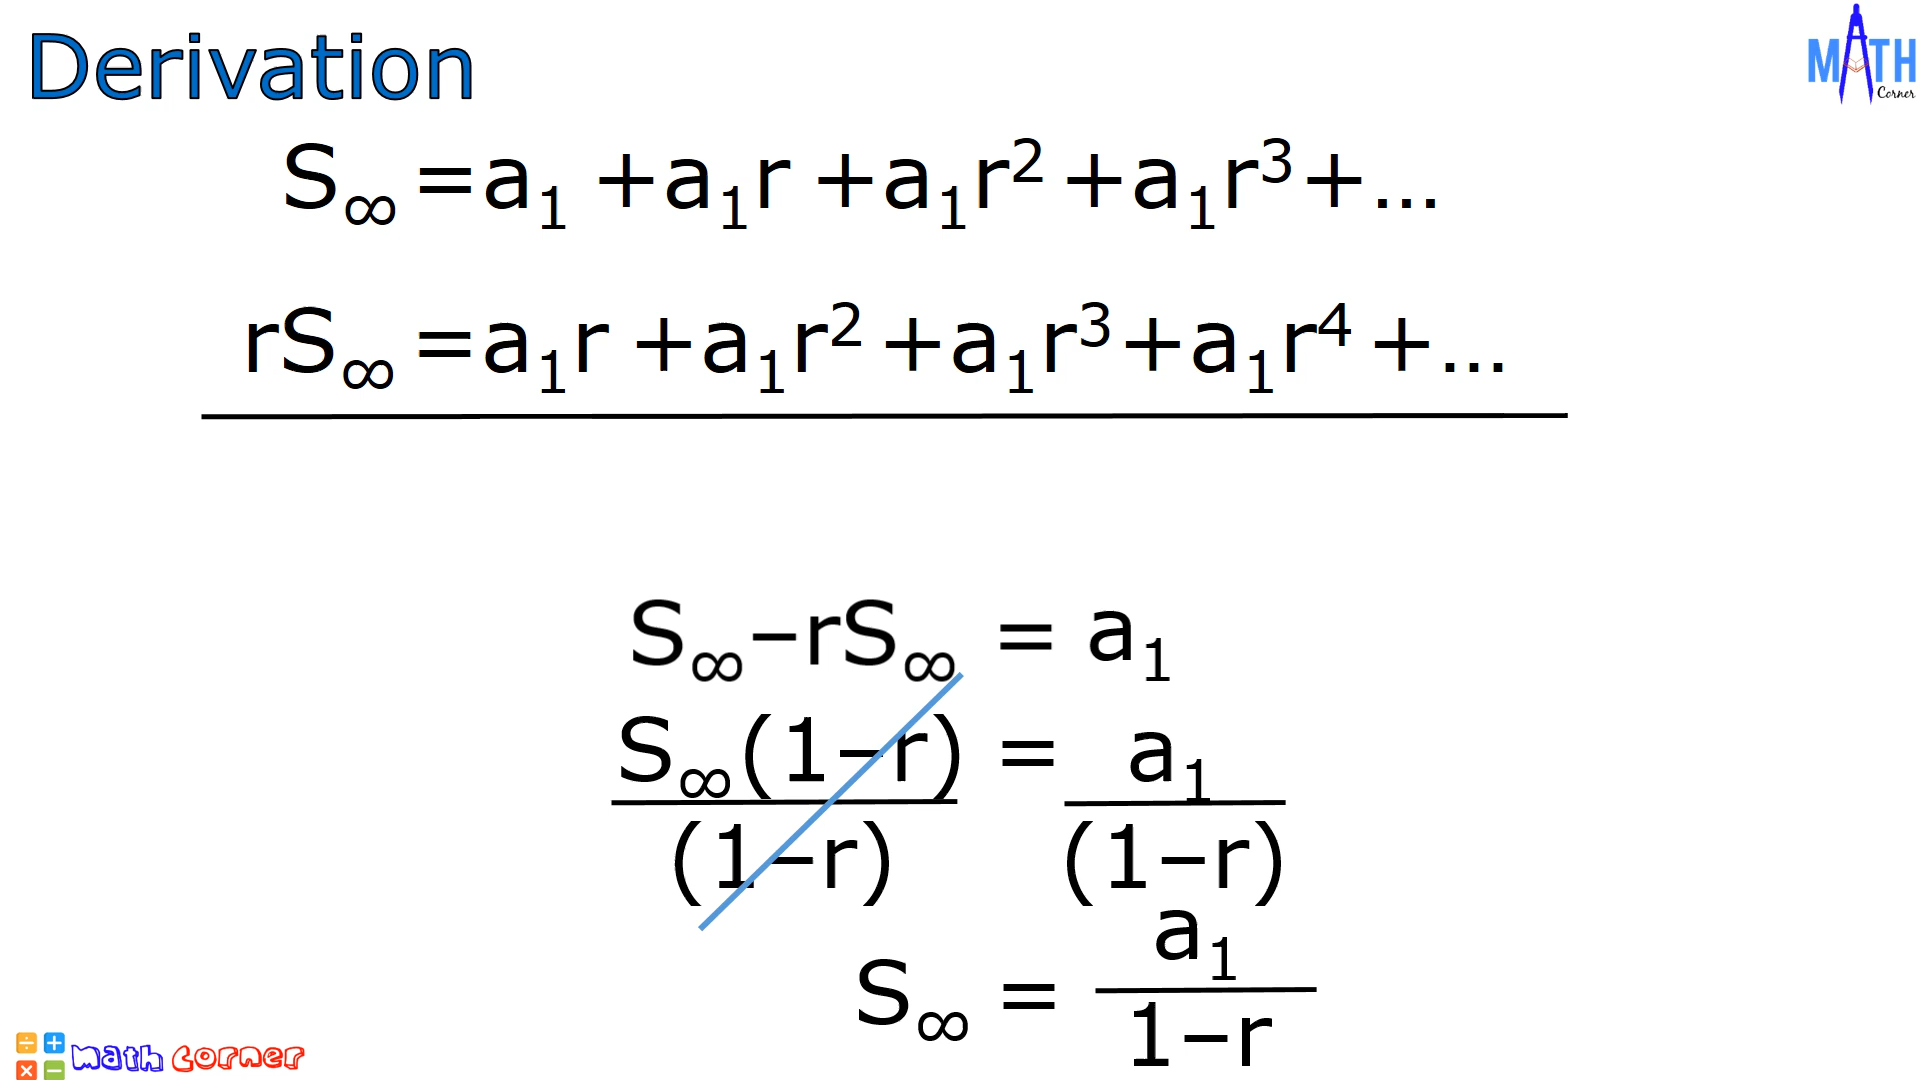 Derivation
MATH
Corner
S∞ =a₁ +a₁r +a₁r² +a₁r³+...
rS∞ =a₁r +a₁r² +a₁r³+a₁r⁴ +...
S∞–rS∞ = a₁
S∞(1–r) = a₁
(1–r) (1–r)
a₁
S∞ =
1–r
÷ +
× – math corner